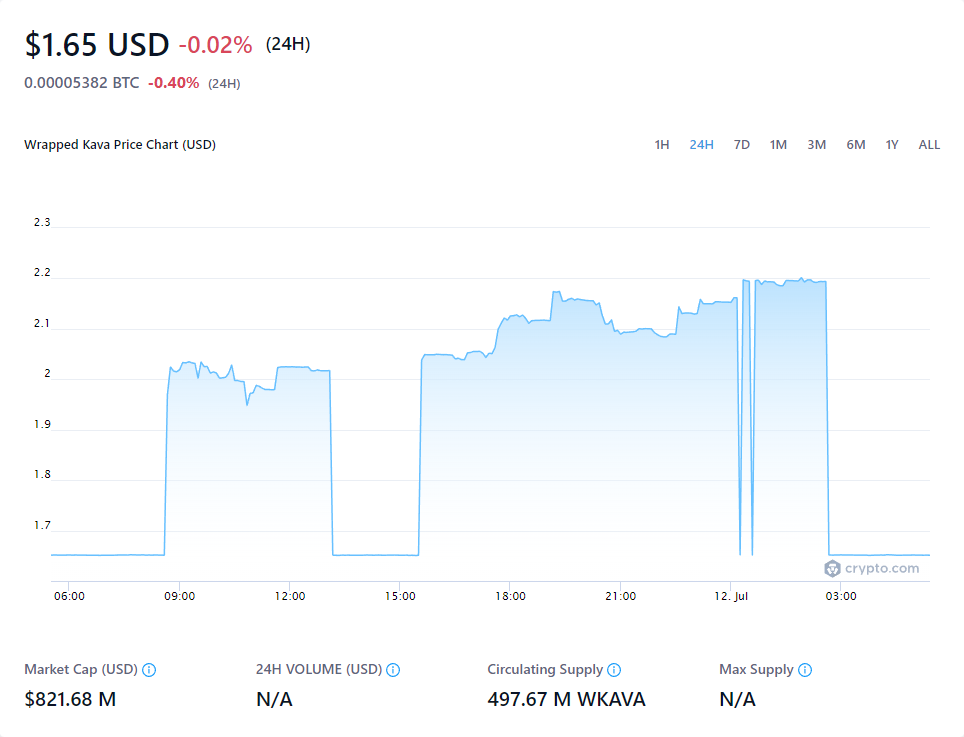 $1.65 USD -0.02% (24H)
0.00005382 BTC -0.40% (24H)
Wrapped Kava Price Chart (USD) 1H 24H 7D 1M 3M 6M 1Y ALL
2.3
2.2
2.1
2
1.9
1.8
1.7
crypto.com
06:00 09:00 12:00 15:00 18:00 21:00 12. Jul 03:00
Market Cap (USD) 24H VOLUME (USD) Circulating Supply Max Supply
$821.68 M N/A 497.67 M WKAVA N/A